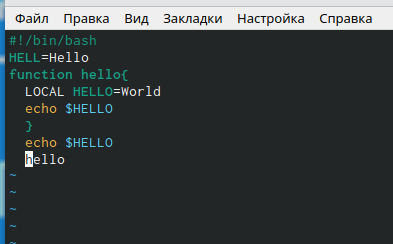 Файл Правка Вид Закладки Настройка Справка
#!/bin/bash
HELL=Hello
function hello{
  LOCAL HELLO=World
  echo $HELLO
  }
  echo $HELLO
  hello
~
~
~
~
~